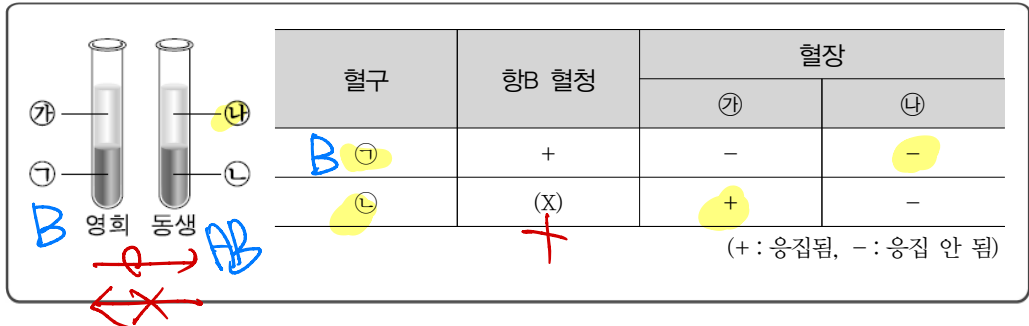 혈구 항B 혈청 혈장
㉮ ㉯
㉮ ㉯
B ㉠ + − −
㉠ ㉡
㉡ (X) + −
+
B 영희 동생 AB
(+ : 응집됨, − : 응집 안 됨)